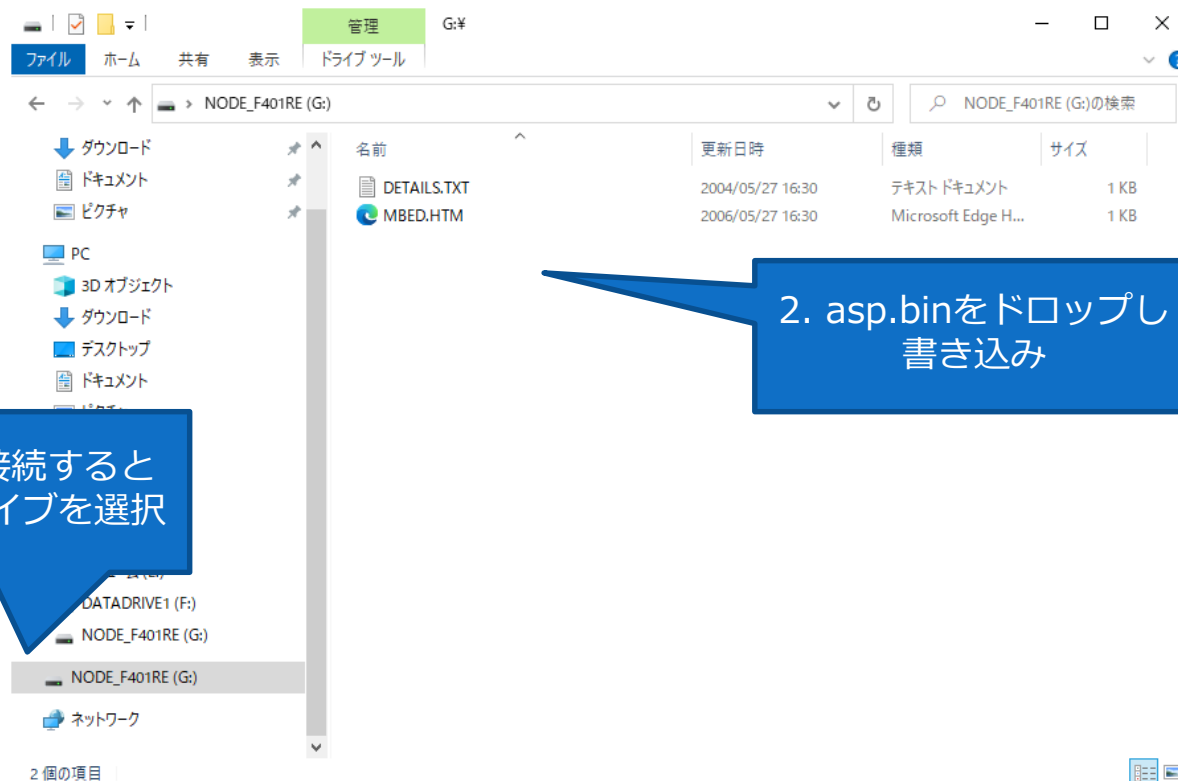 管理
G:¥
ファイル
ホーム
共有
表示
ドライブ ツール
NODE_F401RE (G:)
NODE_F401RE (G:)の検索
ダウンロード
ドキュメント
ピクチャ
PC
3D オブジェクト
ダウンロード
デスクトップ
ドキュメント
接続すると
イブを選択
DATADRIVE1 (F:)
NODE_F401RE (G:)
NODE_F401RE (G:)
ネットワーク
名前
更新日時
種類
サイズ
DETAILS.TXT
2004/05/27 16:30
テキスト ドキュメント
1 KB
MBED.HTM
2006/05/27 16:30
Microsoft Edge H...
1 KB
2. asp.binをドロップし
書き込み
2 個の項目